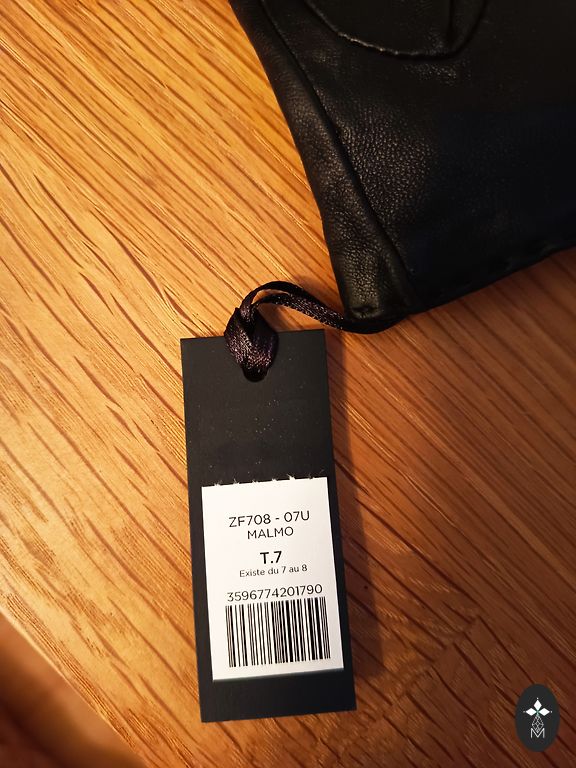 ZF708 - 07U
MALMO
T.7
Existe du 7 au 8
3596774201790
M